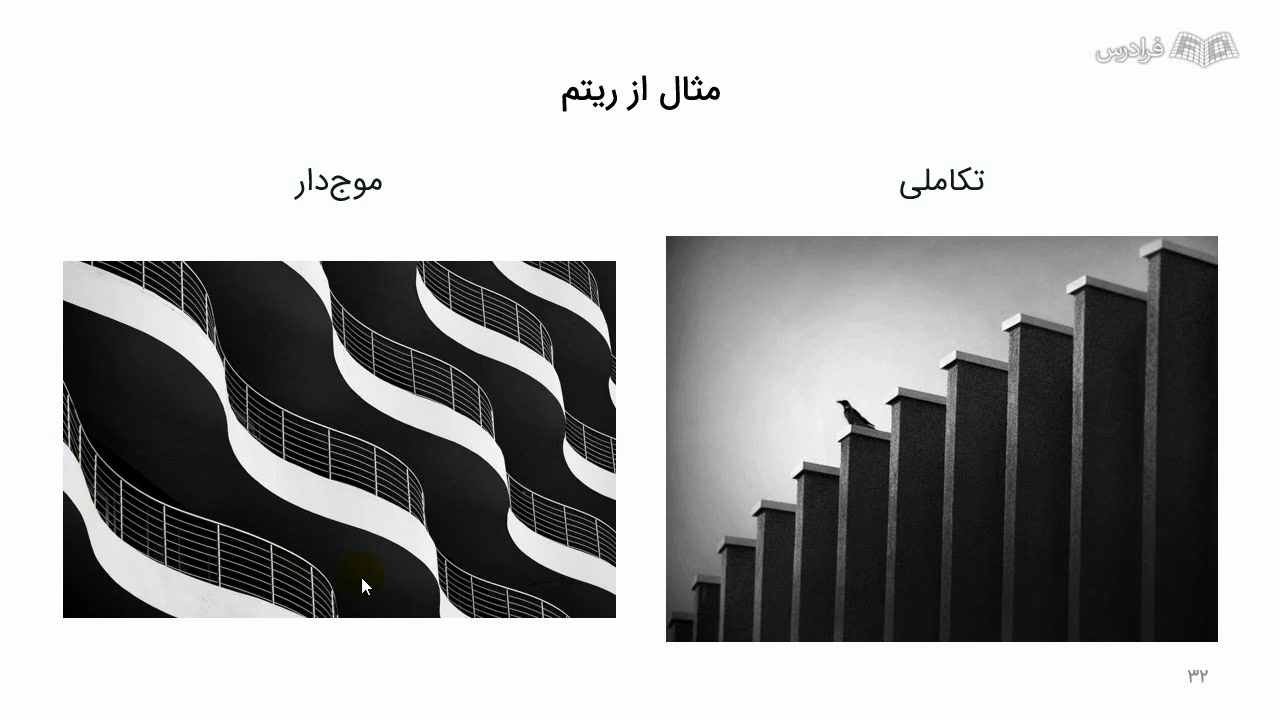 فرادرس
مثال از ریتم
تکاملی
موج‌دار
۳۲